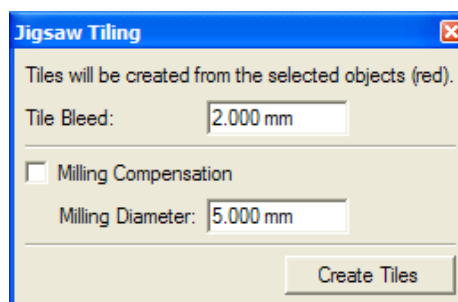 Jigsaw Tiling
Tiles will be created from the selected objects (red).
Tile Bleed: 2.000 mm
Milling Compensation
Milling Diameter: 5.000 mm
Create Tiles